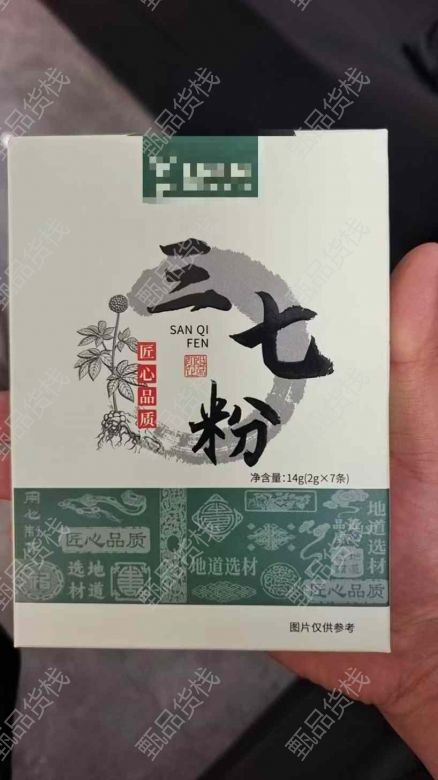 三七粉
SAN QI
FEN
匠心品质
净含量:14g(2g×7条)
匠心品质
地道选材
地道选材
地道选材
匠心品质
图片仅供参考
甄品货栈